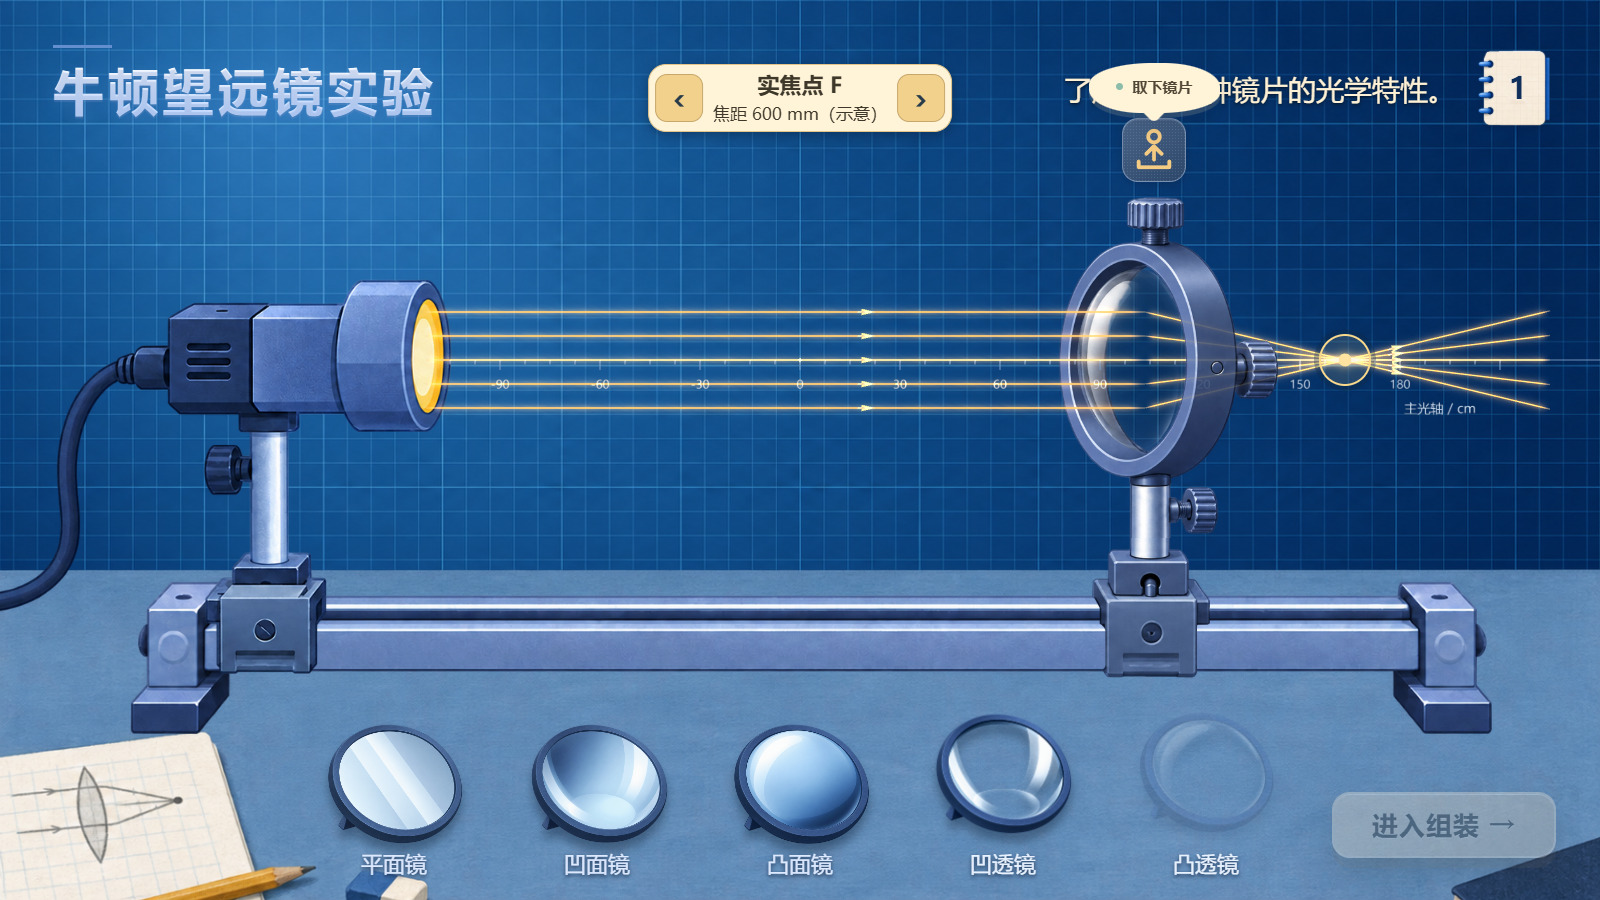 牛顿望远镜实验
‹
实焦点 F
焦距 600 mm（示意）
›
了
取下镜片
钟镜片的光学特性。
1
-90
-60
-30
0
30
60
90
150
180
主光轴 / cm
平面镜
凹面镜
凸面镜
凹透镜
凸透镜
进入组装 →